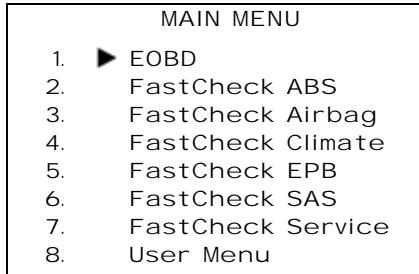 MAIN MENU
1. ▶ EOBD
2. FastCheck ABS
3. FastCheck Airbag
4. FastCheck Climate
5. FastCheck EPB
6. FastCheck SAS
7. FastCheck Service
8. User Menu